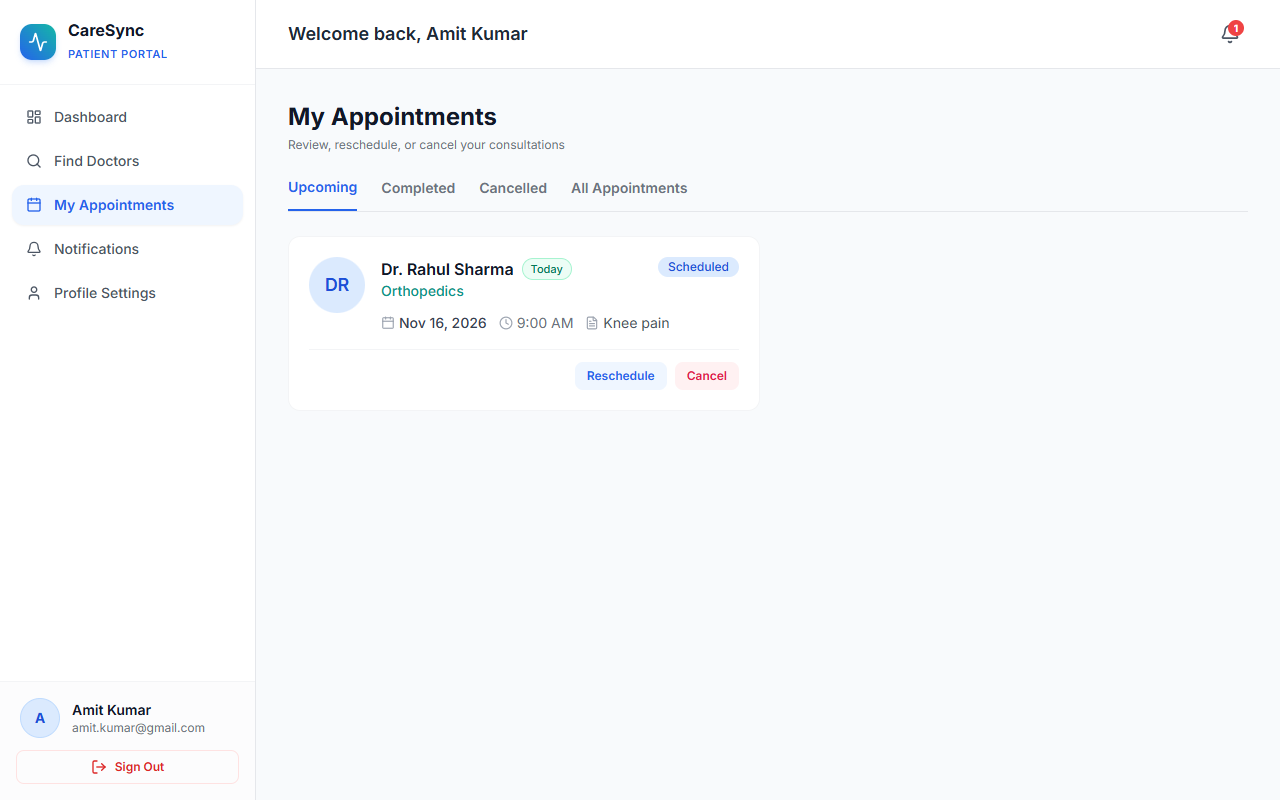 CareSync
PATIENT PORTAL
Dashboard
Find Doctors
My Appointments
Notifications
Profile Settings
A
Amit Kumar
amit.kumar@gmail.com
Sign Out
Welcome back, Amit Kumar
1
My Appointments
Review, reschedule, or cancel your consultations
Upcoming Completed Cancelled All Appointments
DR
Dr. Rahul Sharma Today Scheduled
Orthopedics
Nov 16, 2026 9:00 AM Knee pain
Reschedule Cancel